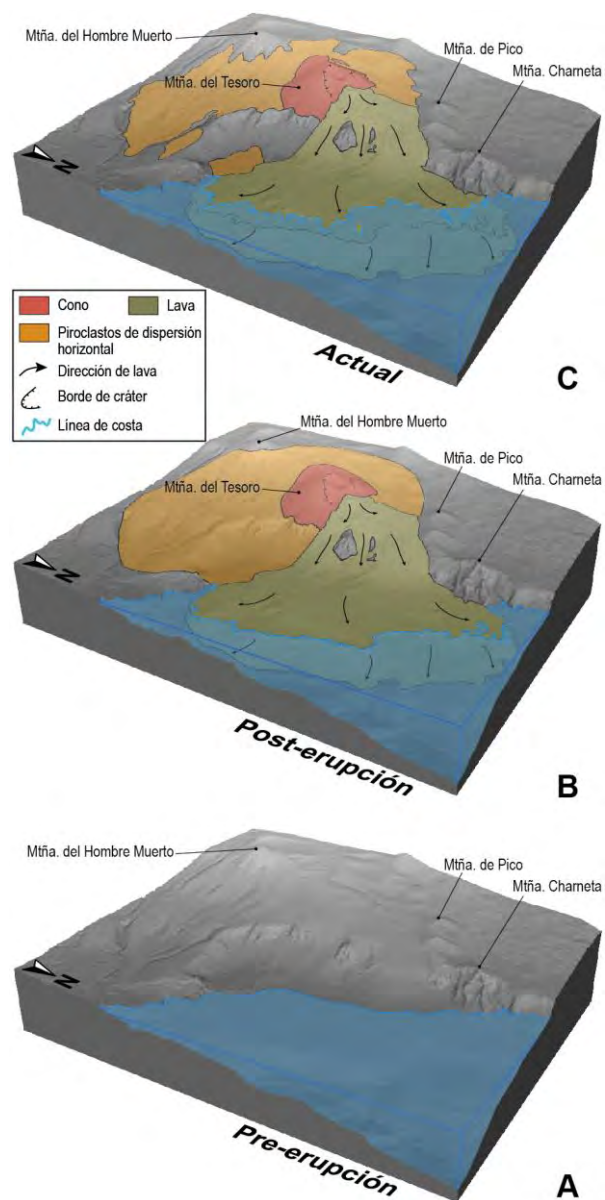 Mtña. del Hombre Muerto
Mtña. de Pico
Mtña. Charneta
Mtña. del Tesoro
N
Cono
Lava
Piroclastos de dispersión
horizontal
Dirección de lava
Borde de cráter
Línea de costa
Actual
C
Mtña. del Hombre Muerto
Mtña. de Pico
Mtña. del Tesoro
Mtña. Charneta
N
Post-erupción
B
Mtña. del Hombre Muerto
Mtña. de Pico
Mtña. Charneta
N
Pre-erupción
A